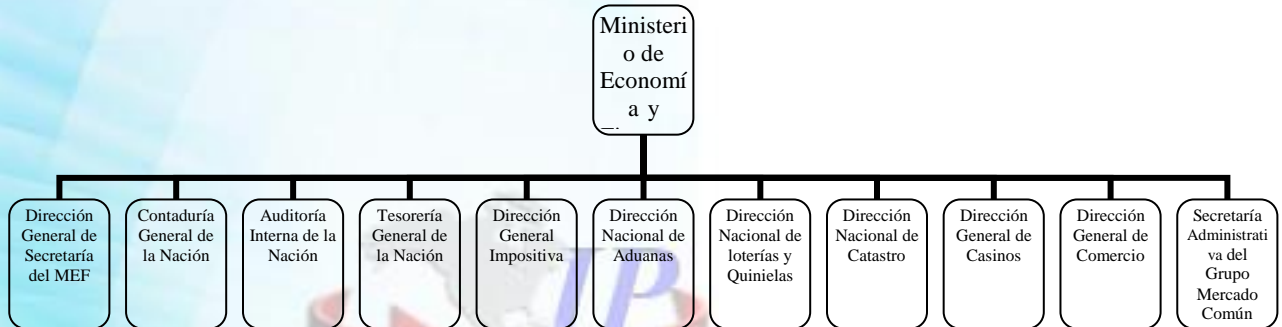 Ministeri
o de
Economí
a y
Dirección
General de
Secretaría
del MEF
Contaduría
General de
la Nación
Auditoría
Interna de la
Nación
Tesorería
General de
la Nación
Dirección
General
Impositiva
Dirección
Nacional de
Aduanas
Dirección
Nacional de
loterías y
Quinielas
Dirección
Nacional de
Catastro
Dirección
General de
Casinos
Dirección
General de
Comercio
Secretaría
Administrati
va del
Grupo
Mercado
Común